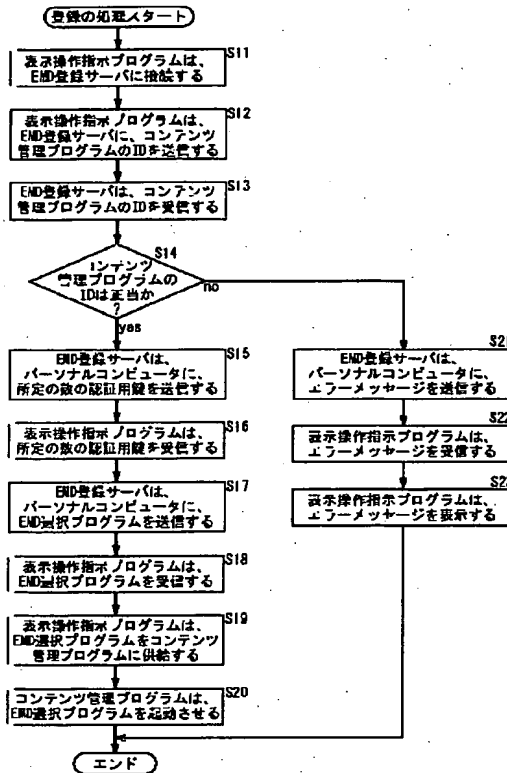 登録の処理スタート
S11
表示操作指示プログラムは、
EMD登録サーバに接続する
S12
表示操作指示プログラムは、
EMD登録サーバに、コンテンツ
管理プログラムのIDを送信する
S13
EMD登録サーバは、コンテンツ
管理プログラムのIDを受信する
S14
コンテンツ
管理プログラムの
IDは正当か
?
no
yes
S15
EMD登録サーバは、
パーソナルコンピュータに、
所定の数の認証用鍵を送信する
S16
表示操作指示プログラムは、
所定の数の認証用鍵を受信する
S17
EMD登録サーバは、
パーソナルコンピュータに、
EMD選択プログラムを送信する
S18
表示操作指示プログラムは、
EMD選択プログラムを受信する
S19
表示操作指示プログラムは、
EMD選択プログラムをコンテンツ
管理プログラムに供給する
S20
コンテンツ管理プログラムは、
EMD選択プログラムを起動させる
S21
EMD登録サーバは、
パーソナルコンピュータに、
エラーメッセージを送信する
S22
表示操作指示プログラムは、
エラーメッセージを受信する
S23
表示操作指示プログラムは、
エラーメッセージを表示する
エンド